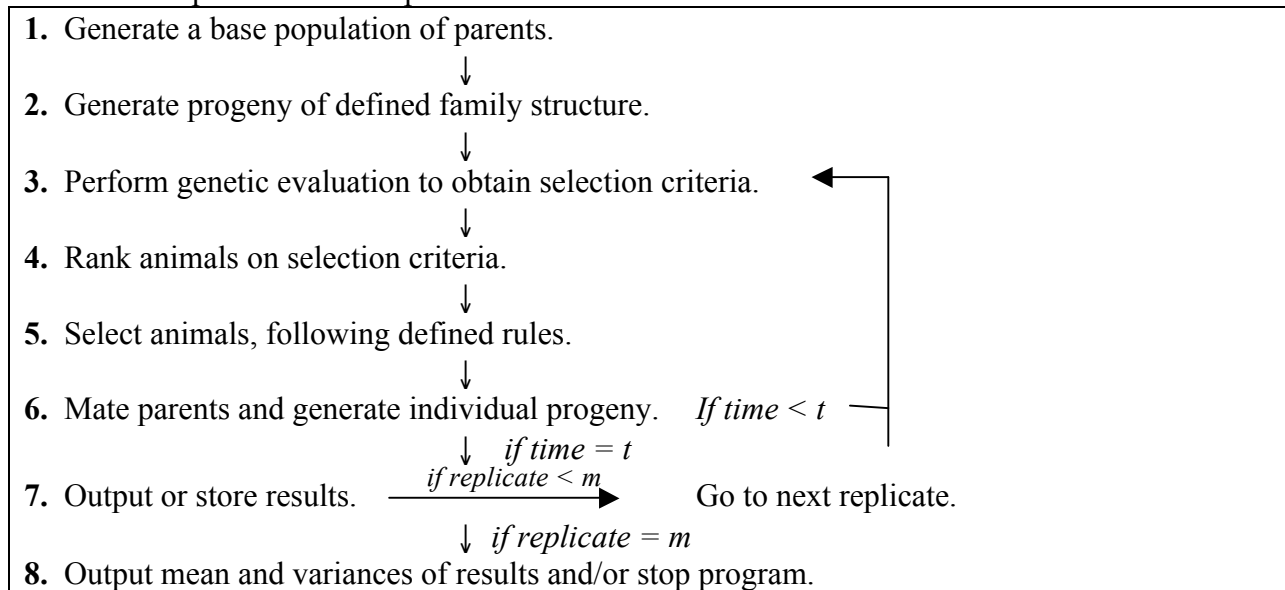 1. Generate a base population of parents.
↓
2. Generate progeny of defined family structure.
↓
3. Perform genetic evaluation to obtain selection criteria.
↓
4. Rank animals on selection criteria.
↓
5. Select animals, following defined rules.
↓
6. Mate parents and generate individual progeny. If time < t
↓ if time = t
if replicate < m
7. Output or store results. Go to next replicate.
↓ if replicate = m
8. Output mean and variances of results and/or stop program.